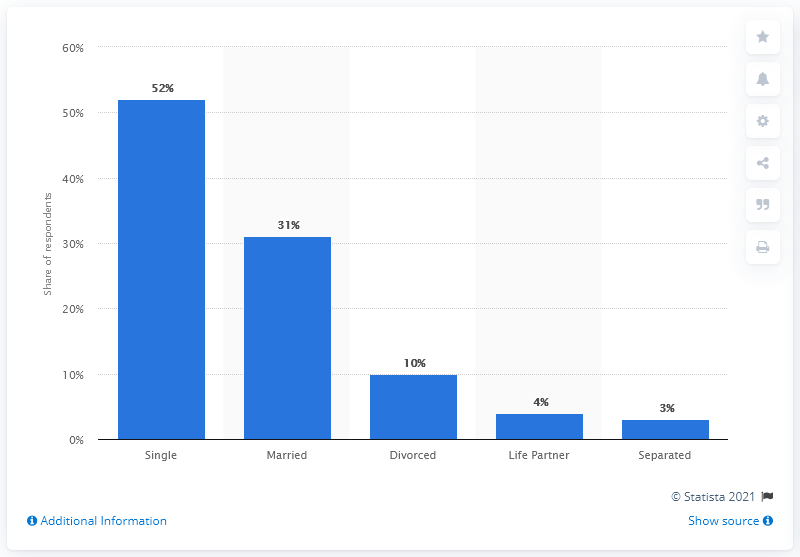 60%
50%
40%
30%
20%
10%
0%
Share of respondents
52%
31%
10%
4%
3%
Single
Married
Divorced
Life Partner
Separated
© Statista 2021
Additional Information
Show source